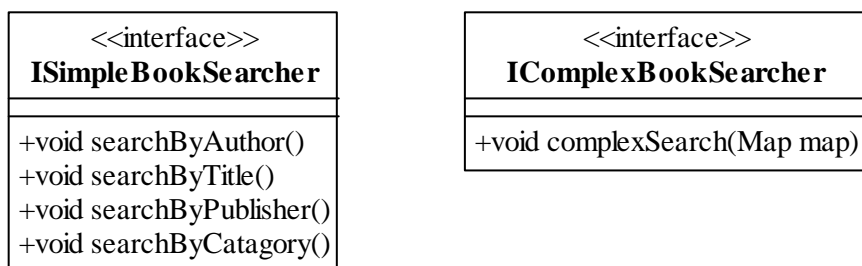 <<interface>>
ISimpleBookSearcher
+void searchByAuthor()
+void searchByTitle()
+void searchByPublisher()
+void searchByCatagory()
<<interface>>
IComplexBookSearcher
+void complexSearch(Map map)